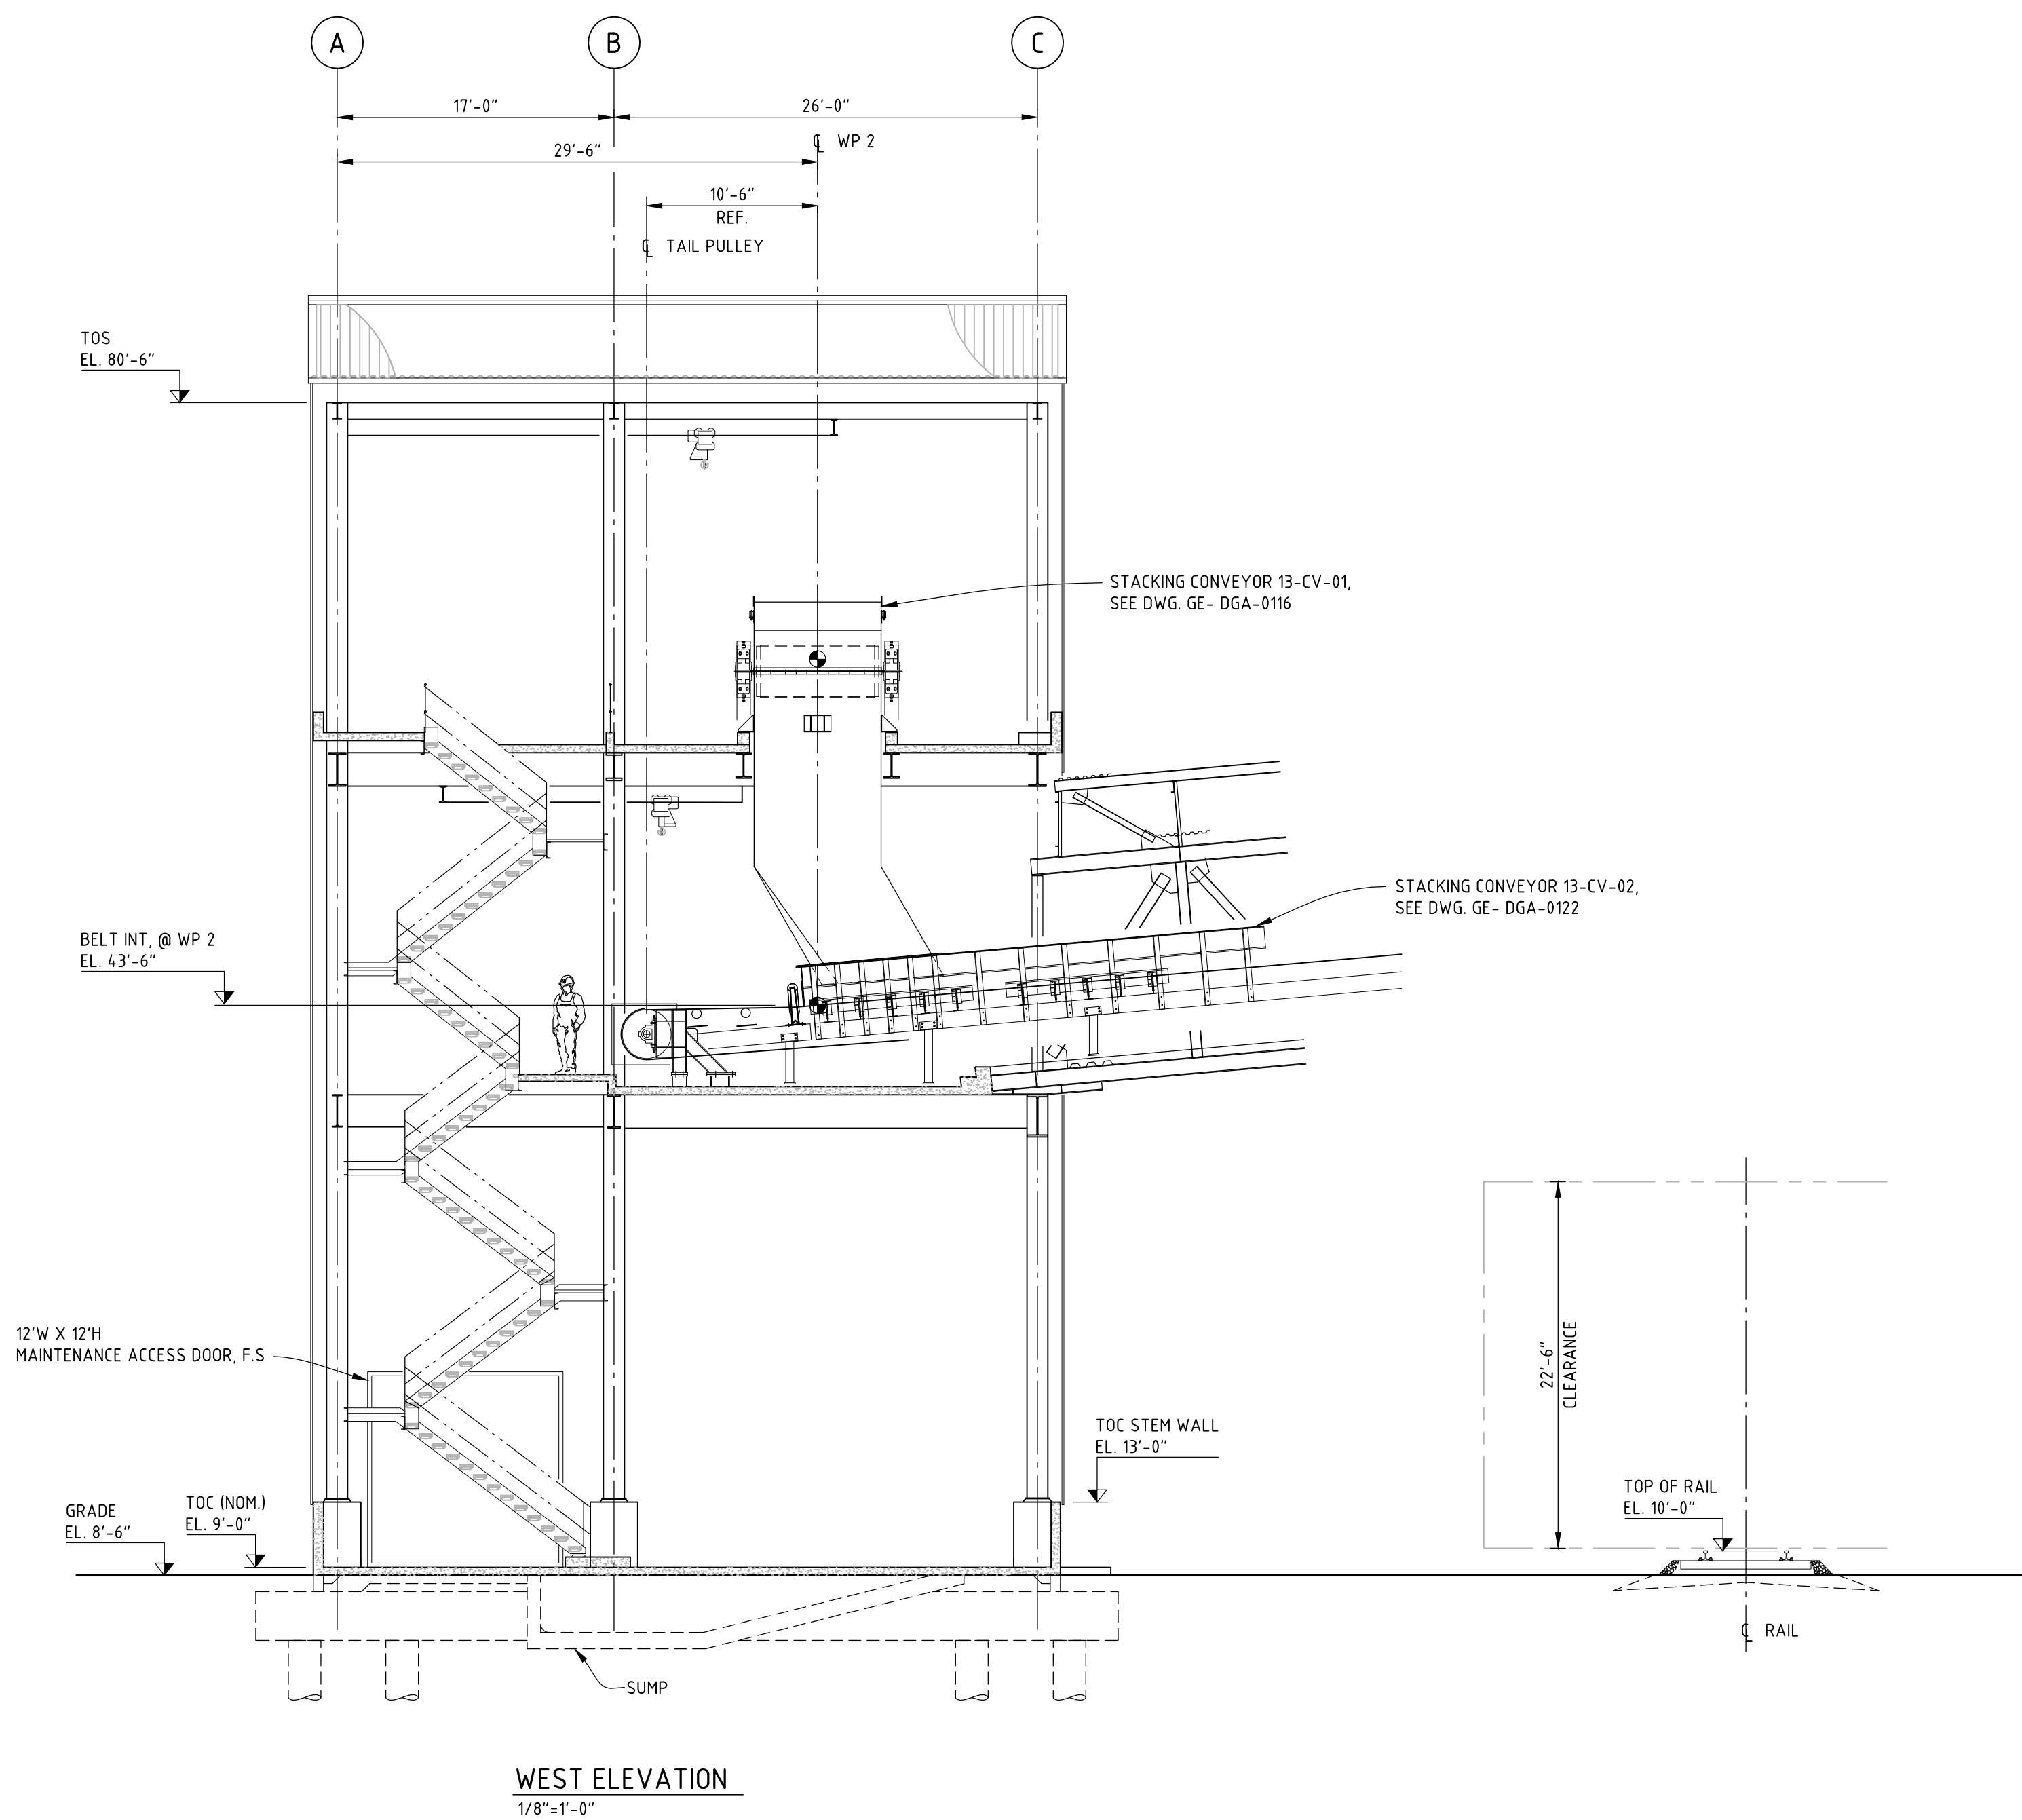 A
B
C
17'-0"
26'-0"
℄ WP 2
29'-6"
10'-6"
REF.
℄ TAIL PULLEY
TOS
EL. 80'-6"
STACKING CONVEYOR 13-CV-01,
SEE DWG. GE- DGA-0116
STACKING CONVEYOR 13-CV-02,
SEE DWG. GE- DGA-0122
BELT INT, @ WP 2
EL. 43'-6"
12'W X 12'H
MAINTENANCE ACCESS DOOR, F.S
22'-6"
CLEARANCE
TOC STEM WALL
EL. 13'-0"
TOP OF RAIL
EL. 10'-0"
GRADE
EL. 8'-6"
TOC (NOM.)
EL. 9'-0"
℄ RAIL
SUMP
WEST ELEVATION
1/8"=1'-0"